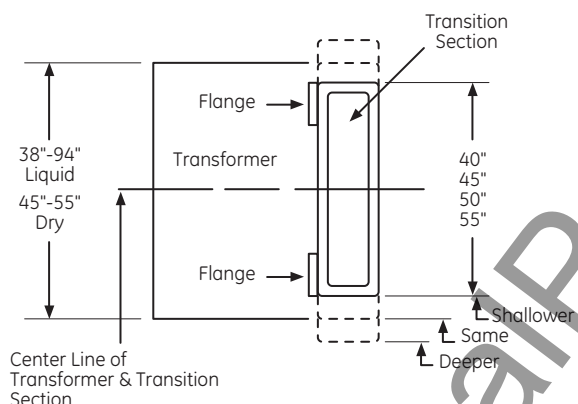 Transition
Section
Flange
38"-94"
Liquid
45"-55"
Dry
Transformer
40"
45"
50"
55"
Flange
Shallower
Same
Deeper
Center Line of
Transformer & Transition
Section